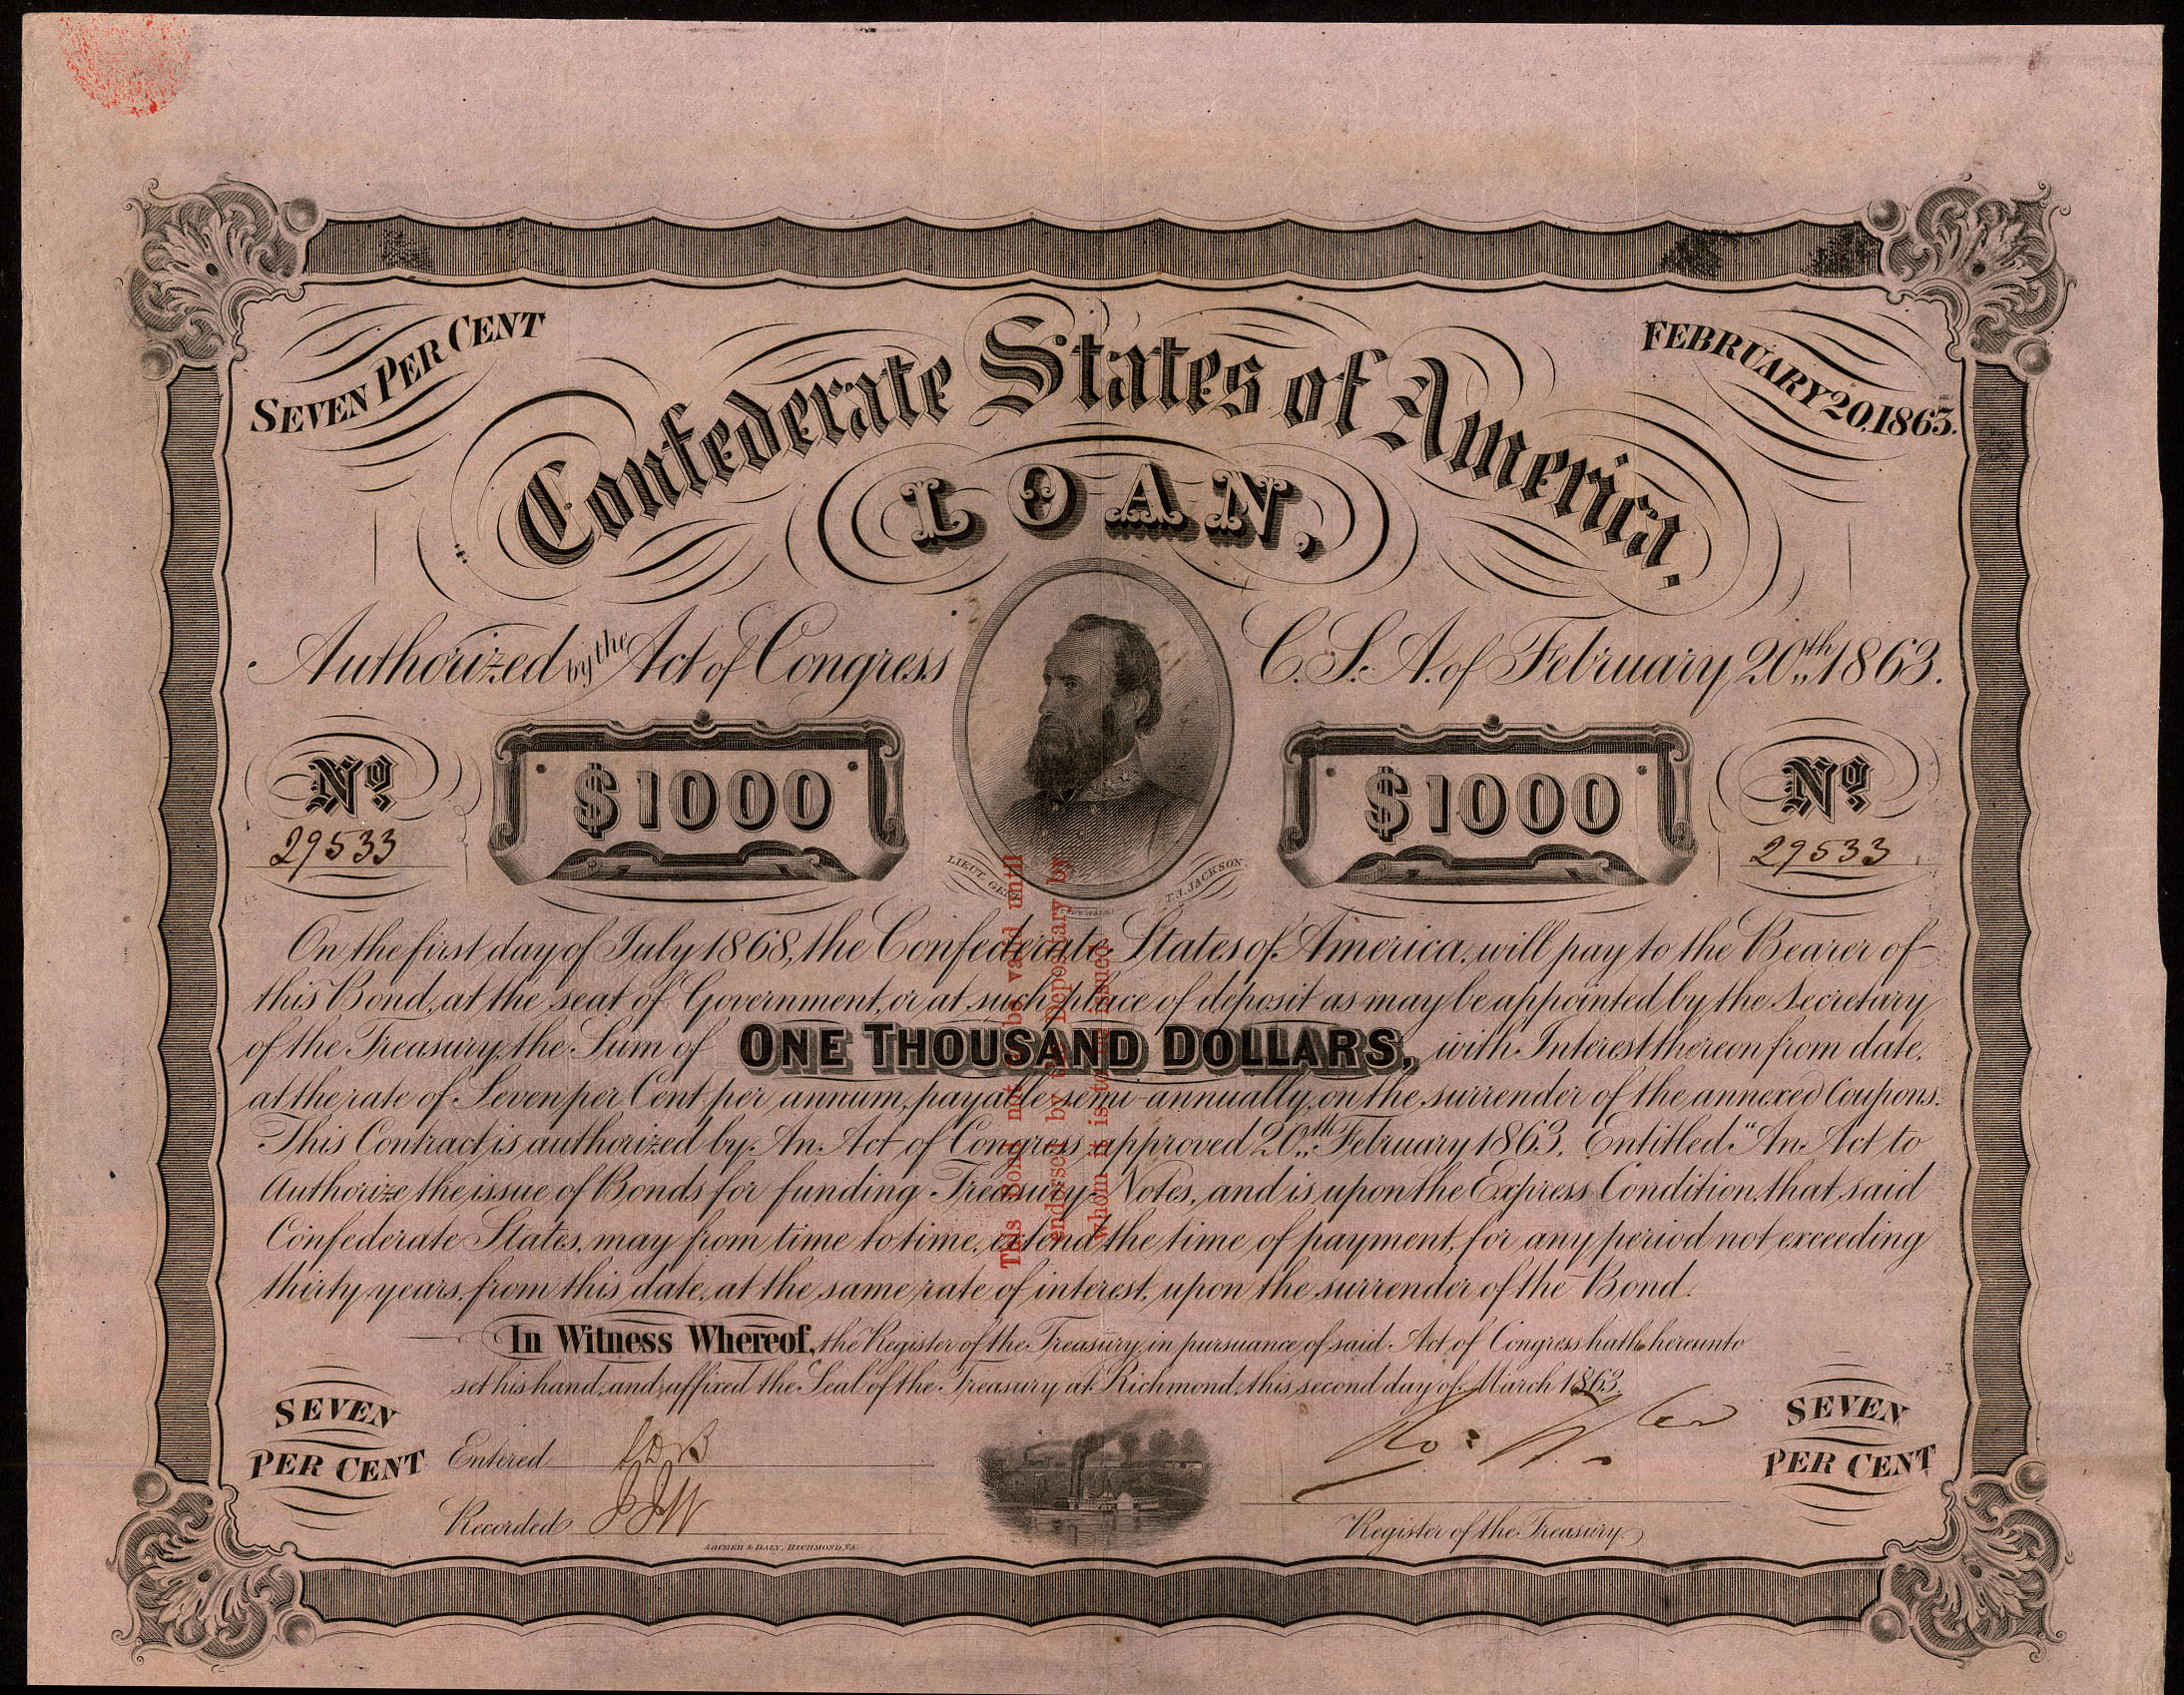 SEVEN PER CENT
FEBRUARY 20, 1863.
Confederate States of America.
LOAN.
Authorized by the Act of Congress C.S.A. of February 20th, 1863.
No
29533
$1000
$1000
No
29533
LIEUT. GEN.
T.J. JACKSON.
On the first day of July 1868, the Confederate States of America, will pay to the Bearer of
this Bond, at the seat of Government, or at such place of deposit as may be appointed by the Secretary
of the Treasury, the Sum of ONE THOUSAND DOLLARS, with Interest thereon from date,
at the rate of Seven per Cent per annum, payable semi-annually, on the surrender of the annexed Coupons.
This Contract is authorized by An Act of Congress, approved 20th February 1863, Entitled, "An Act to
Authorize the issue of Bonds for funding Treasury Notes, and is upon the Express Condition, that said
Confederate States, may from time to time, extend the time of payment, for any period not exceeding
thirty years, from this date, at the same rate of interest, upon the surrender of the Bond.
This Bond not be valid until
endorsed by Depositary by
whom it is to issued
In Witness Whereof, the Register of the Treasury, in pursuance of said Act of Congress hath hereunto
set his hand, and affixed the Seal of the Treasury at Richmond, this second day of March 1863.
SEVEN
PER CENT
Entered
Recorded
ARCHER & DALY, RICHMOND, VA
Register of the Treasury.
SEVEN
PER CENT